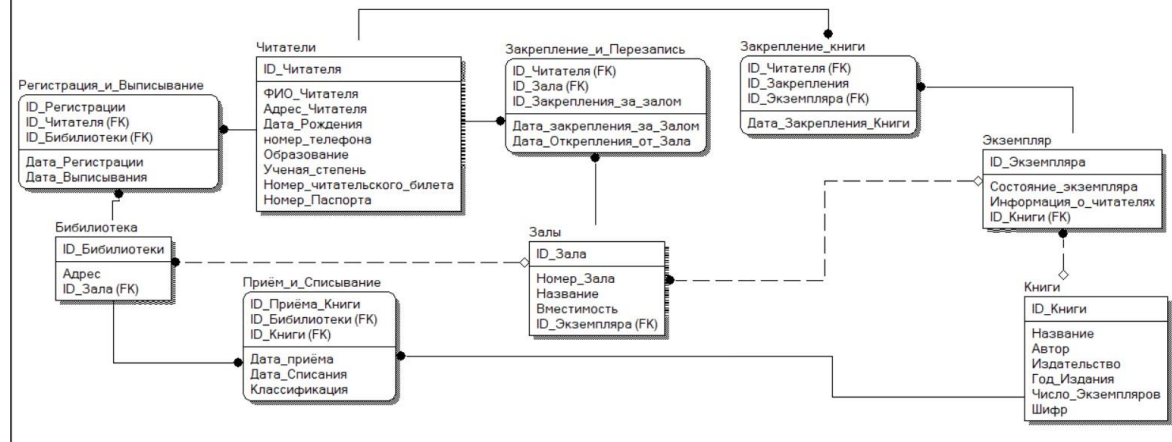 Читатели
ID_Читателя
ФИО_Читателя
Адрес_Читателя
Дата_Рождения
номер_телефона
Образование
Ученая_степень
Номер_читательского_билета
Номер_Паспорта
Закрепление_и_Перезапись
ID_Читателя (FK)
ID_Зала (FK)
ID_Закрепления_за_залом
Дата_закрепления_за_Залом
Дата_Открепления_от_Зала
Закрепление_книги
ID_Читателя (FK)
ID_Закрепления
ID_Экземпляра (FK)
Дата_Закрепления_Книги
Регистрация_и_Выписывание
ID_Регистрации
ID_Читателя (FK)
ID_Бибилиотеки (FK)
Дата_Регистрации
Дата_Выписывания
Экземпляр
ID_Экземпляра
Состояние_экземпляра
Информация_о_читателях
ID_Книги (FK)
Бибилиотека
ID_Бибилиотеки
Адрес
ID_Зала (FK)
Залы
ID_Зала
Номер_Зала
Название
Вместимость
ID_Экземпляра (FK)
Приём_и_Списывание
ID_Приёма_Книги
ID_Бибилиотеки (FK)
ID_Книги (FK)
Дата_приёма
Дата_Списания
Классификация
Книги
ID_Книги
Название
Автор
Издательство
Год_Издания
Число_Экземпляров
Шифр